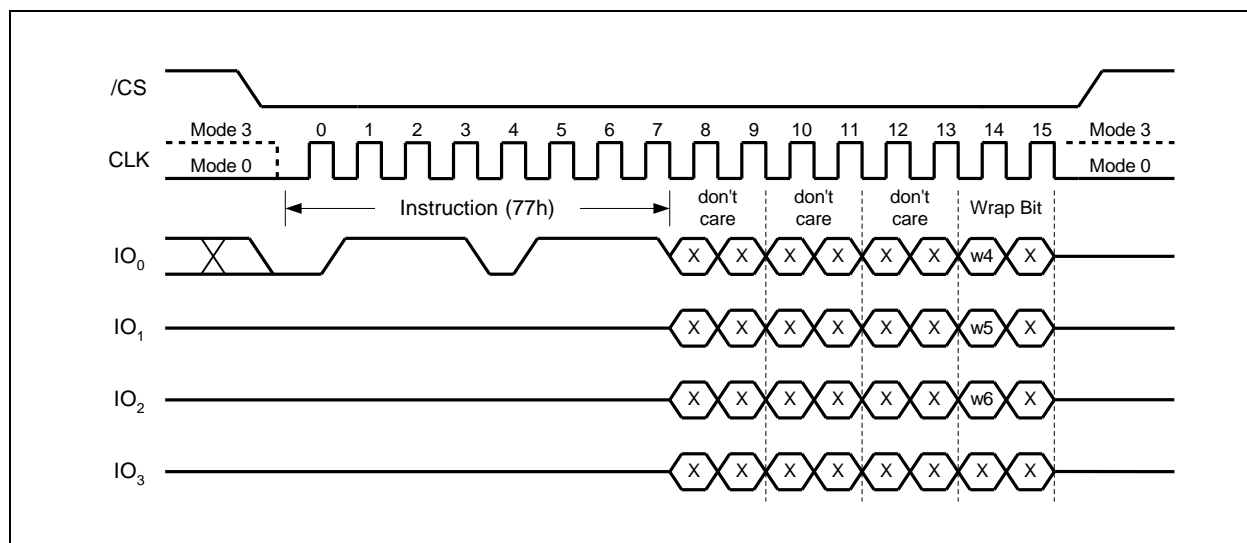 /CS
Mode 3 0 1 2 3 4 5 6 7 8 9 10 11 12 13 14 15 Mode 3
CLK
Mode 0 Mode 0
Instruction (77h) don't care don't care don't care Wrap Bit
IO0 X X X X X X w4 X
IO1 X X X X X X w5 X
IO2 X X X X X X w6 X
IO3 X X X X X X X X